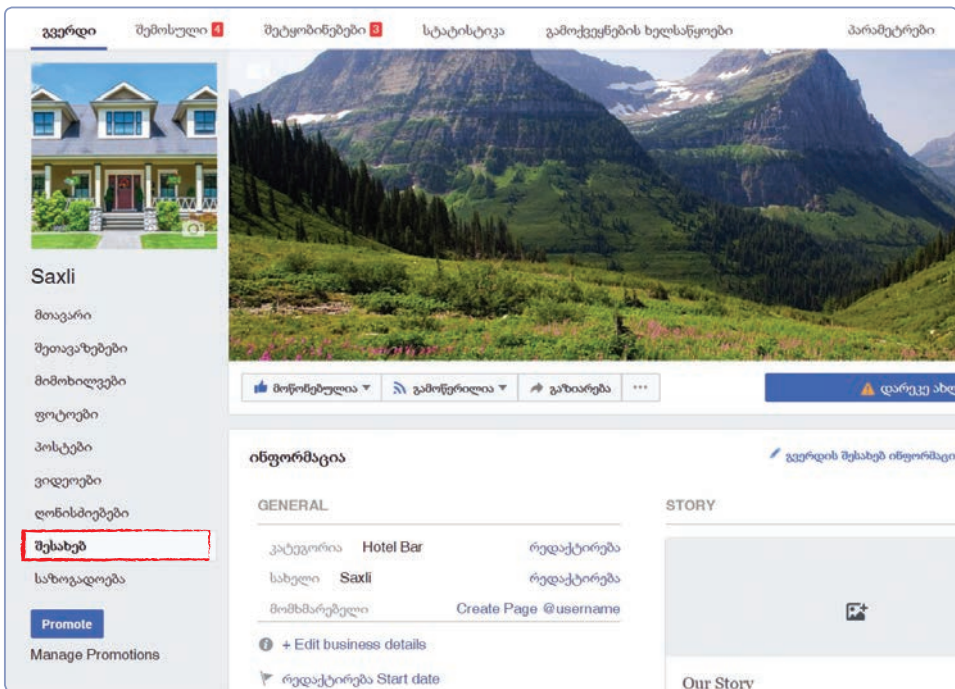 გვერდი შემოსული 4 შეტყობინებები 3 სტატისტიკა გამოქვეყნების ხელსაწყოები პარამეტრები
Saxli
მთავარი
შეთავაზებები
მიმოხილვები
ფოტოები
პოსტები
ვიდეოები
ღონისძიებები
შესახებ
საზოგადოება
Promote
Manage Promotions
მოწონებულია გამოწერილია გაზიარება ... დარეკე
ინფორმაცია გვერდის შესახებ
GENERAL
კატეგორია Hotel Bar რედაქტირება
სახელი Saxli რედაქტირება
მომხმარებელი Create Page @username
+ Edit business details
რედაქტირება Start date
STORY
Our Story